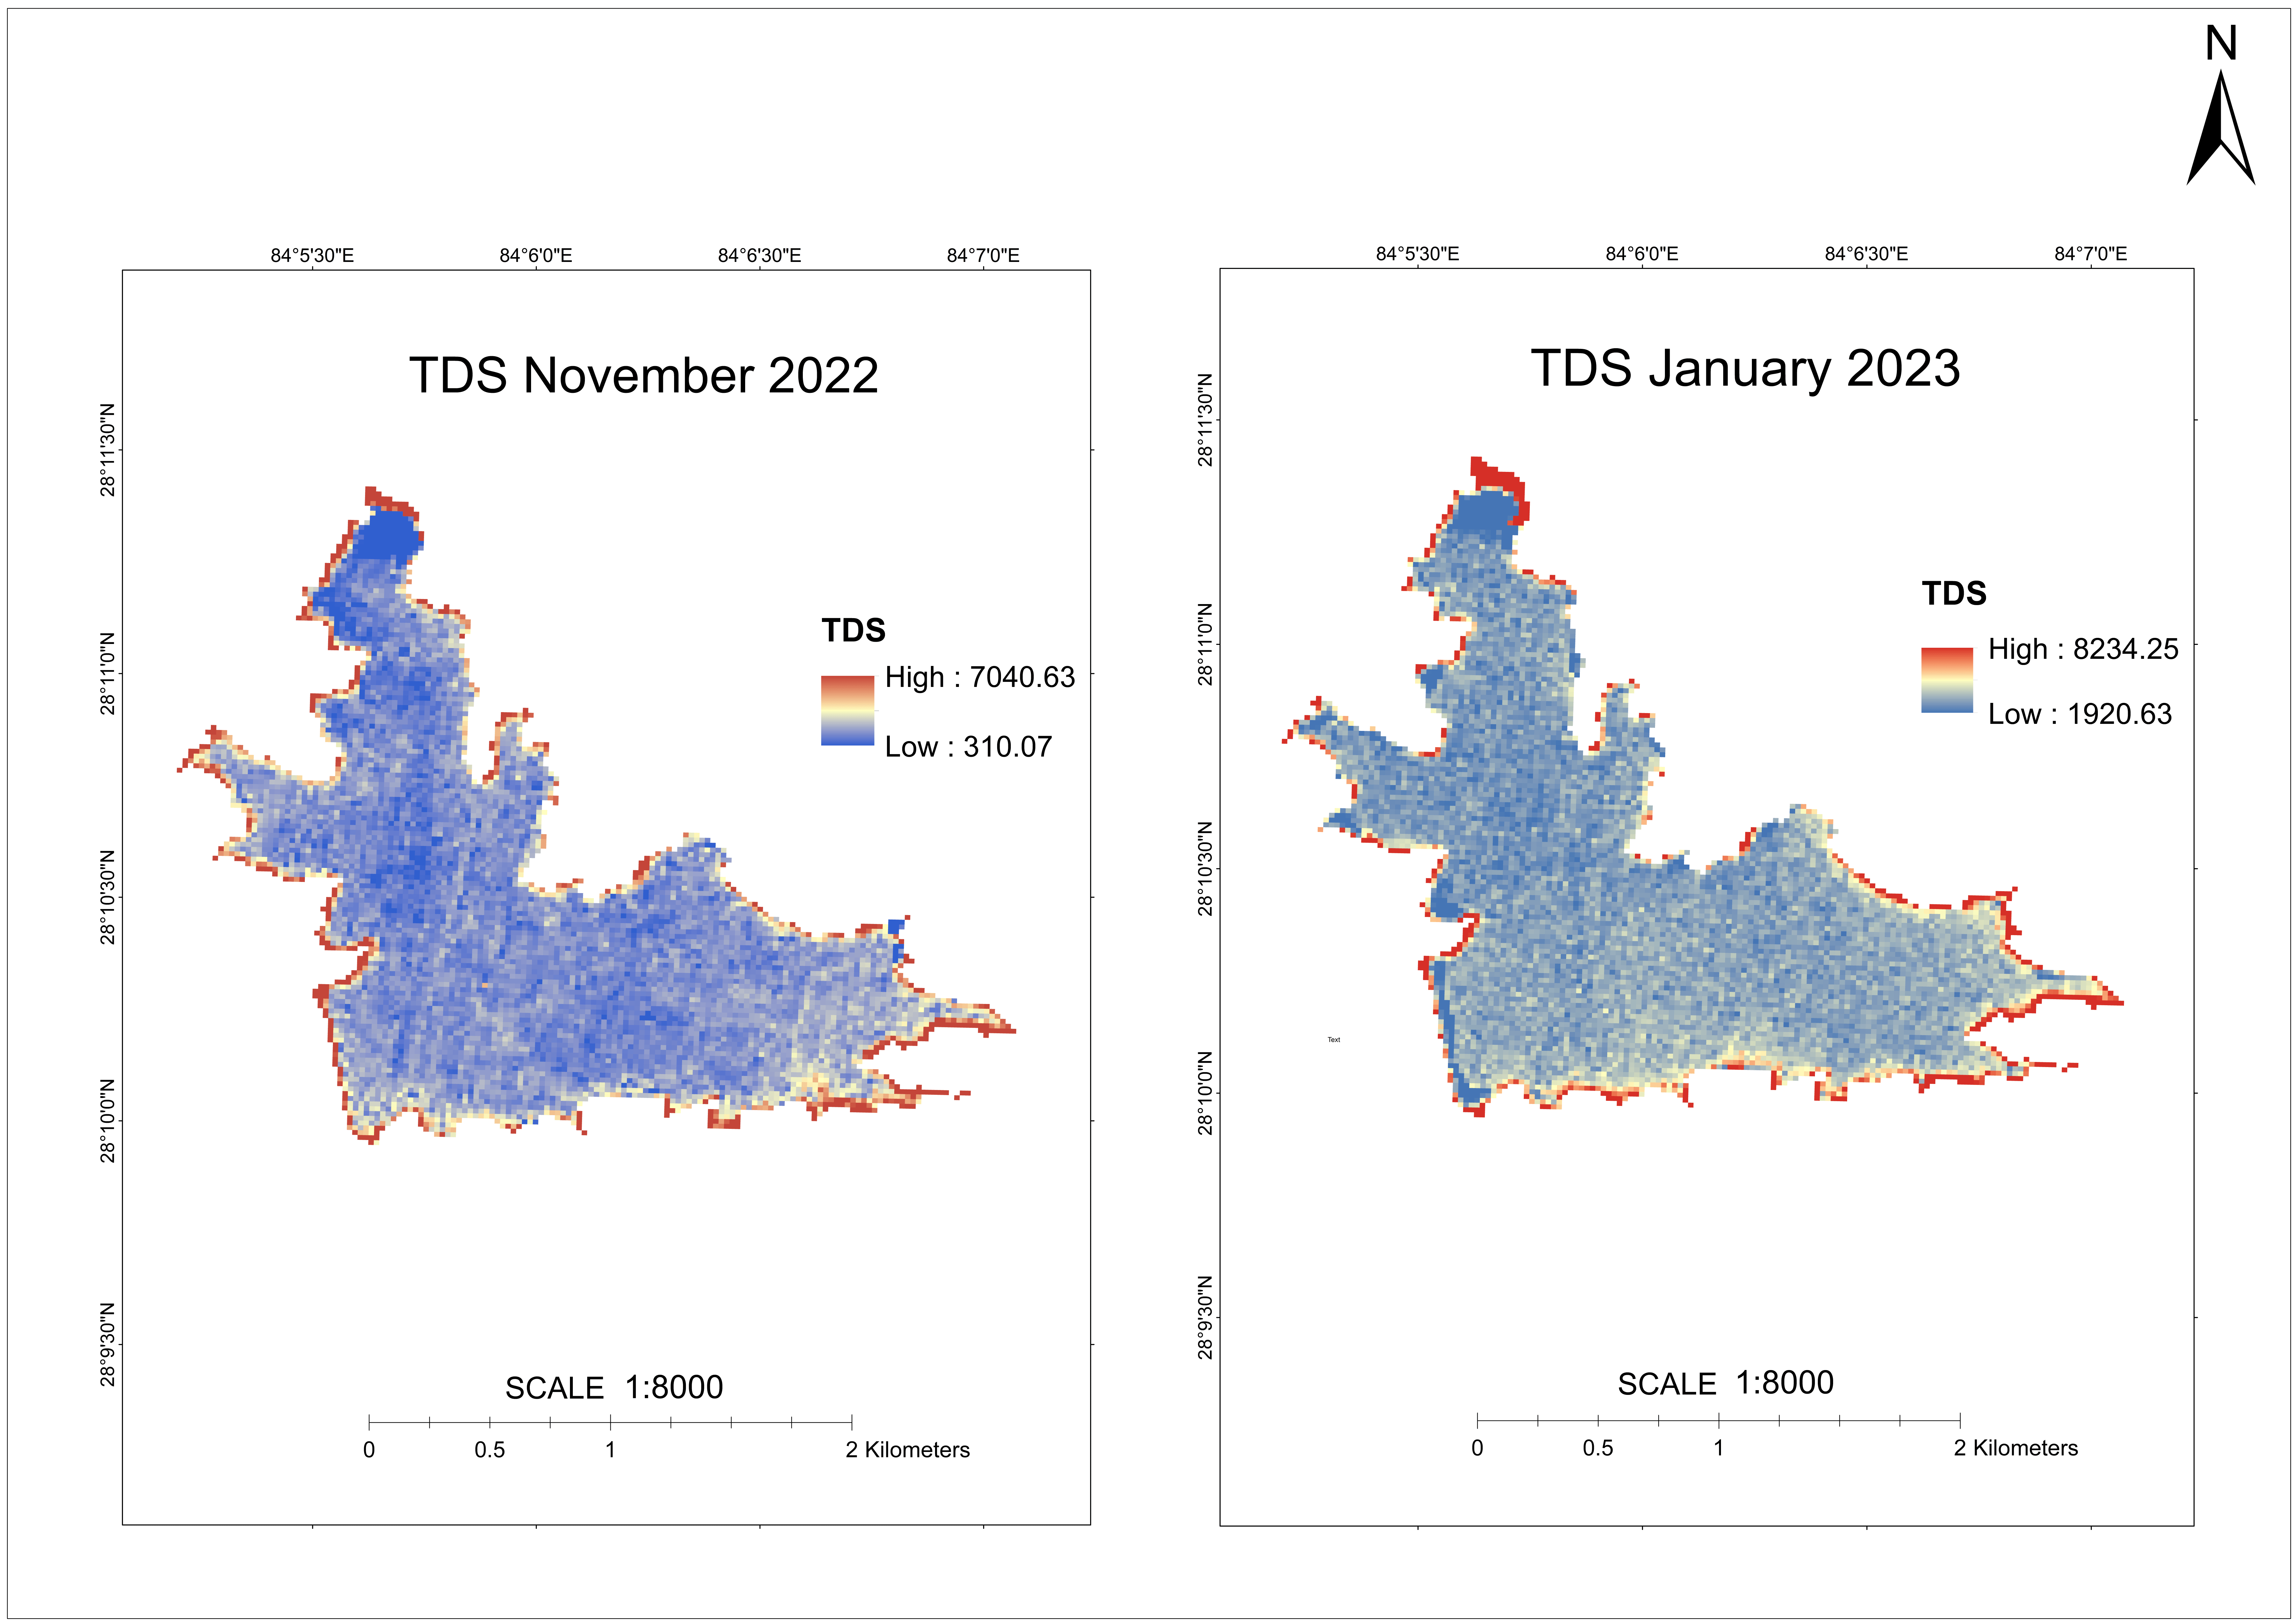 N
84°5'30"E 84°6'0"E 84°6'30"E 84°7'0"E
TDS November 2022
28°11'30"N
28°11'0"N
28°10'30"N
28°10'0"N
28°9'30"N
TDS
High : 7040.63
Low : 310.07
SCALE 1:8000
0 0.5 1 2 Kilometers
84°5'30"E 84°6'0"E 84°6'30"E 84°7'0"E
TDS January 2023
28°11'30"N
28°11'0"N
28°10'30"N
28°10'0"N
28°9'30"N
TDS
High : 8234.25
Low : 1920.63
Text
SCALE 1:8000
0 0.5 1 2 Kilometers